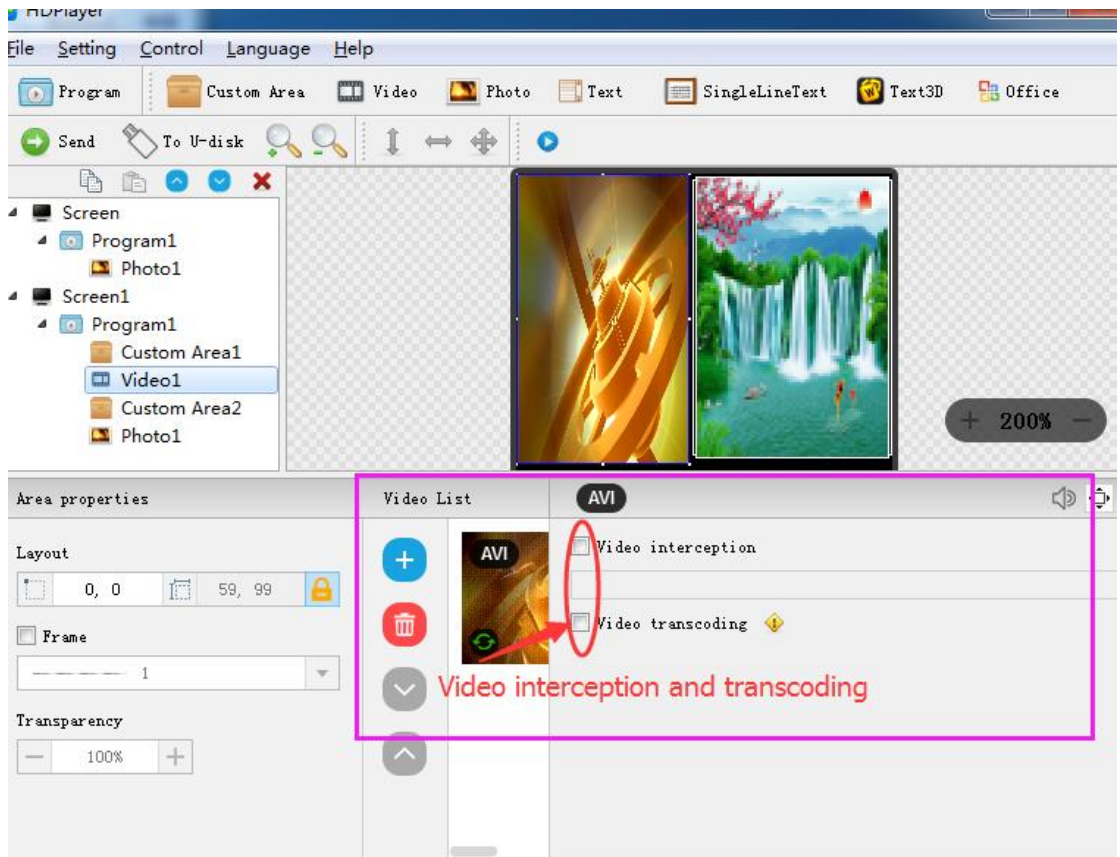 HDPlayer
File Setting Control Language Help
Program Custom Area Video Photo Text SingleLineText Text3D Office
Send To U-disk
Screen
Program1
Photo1
Screen1
Program1
Custom Area1
Video1
Custom Area2
Photo1
200%
Area properties
Video List
AVI
Layout
AVI
Video interception
0, 0 59, 99
Frame
Video transcoding
1
Video interception and transcoding
Transparency
100%